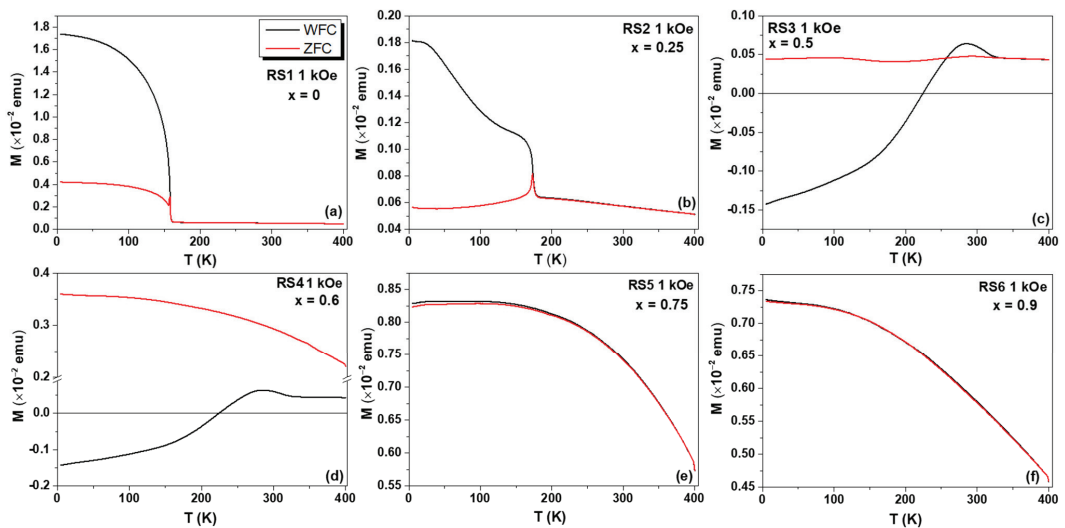 1.8
1.6
1.4
1.2
1.0
0.8
0.6
0.4
0.2
0.0
M (×10⁻² emu)
WFC
ZFC
RS1 1 kOe
x = 0
(a)
0 100 200 300 400
T (K)
0.20
0.18
0.16
0.14
0.12
0.10
0.08
0.06
0.04
M (×10⁻² emu)
RS2 1 kOe
x = 0.25
(b)
0 100 200 300 400
T (K)
0.10
0.05
0.00
-0.05
-0.10
-0.15
M (×10⁻² emu)
RS3 1 kOe
x = 0.5
(c)
0 100 200 300 400
T (K)
0.4
0.3
0.2
0.0
-0.1
-0.2
M (×10⁻² emu)
RS4 1 kOe
x = 0.6
(d)
0 100 200 300 400
T (K)
0.85
0.80
0.75
0.70
0.65
0.60
0.55
M (×10⁻² emu)
RS5 1 kOe
x = 0.75
(e)
0 100 200 300 400
T (K)
0.75
0.70
0.65
0.60
0.55
0.50
0.45
M (×10⁻² emu)
RS6 1 kOe
x = 0.9
(f)
0 100 200 300 400
T (K)